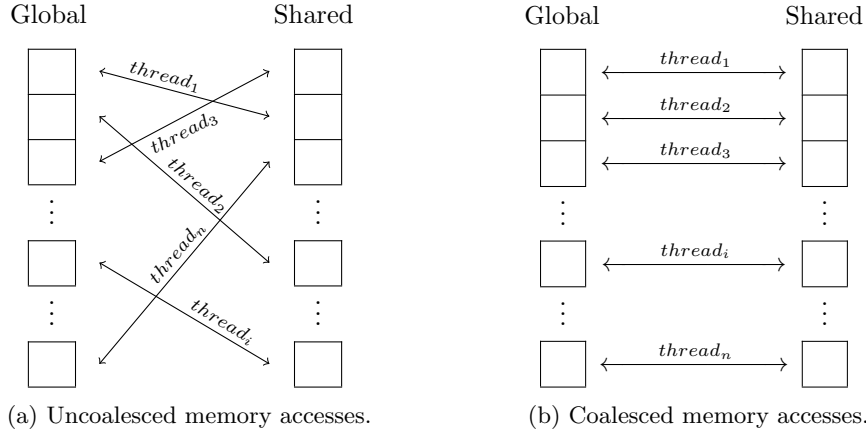 Global Shared
thread₁
thread₃
thread₂
threadₙ
threadᵢ
⋮ ⋮
⋮ ⋮
(a) Uncoalesced memory accesses.
Global Shared
thread₁
thread₂
thread₃
⋮ ⋮
threadᵢ
⋮ ⋮
threadₙ
(b) Coalesced memory accesses.